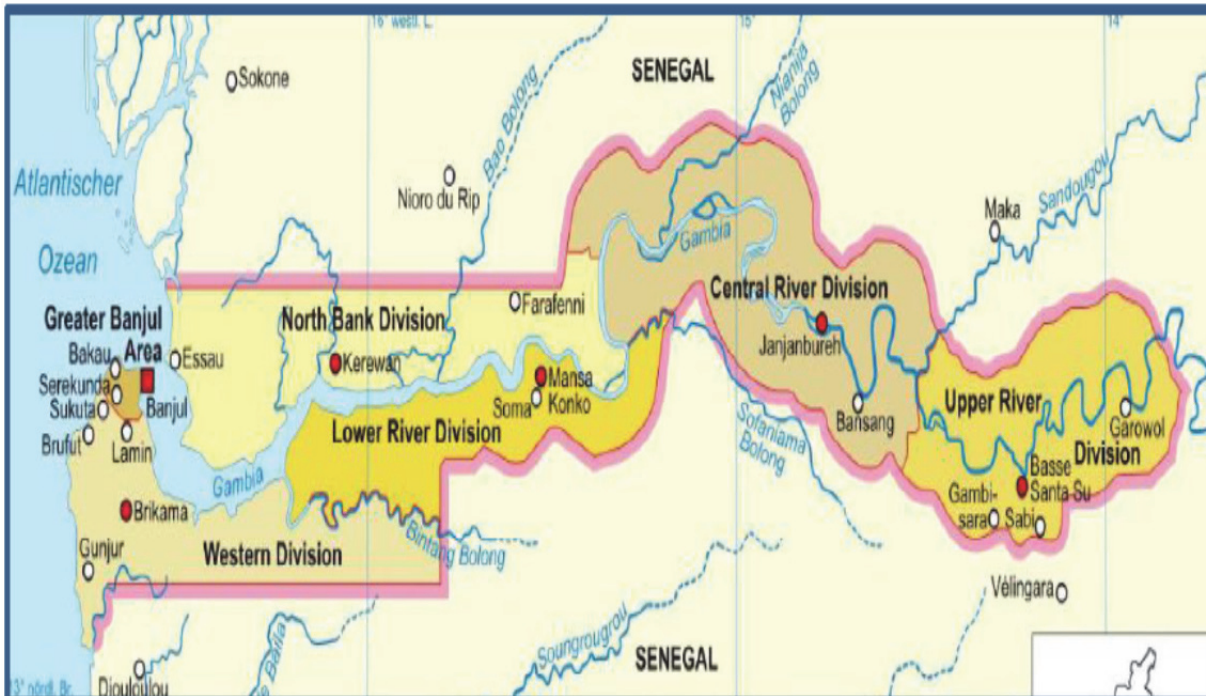 16° westl. L.
15°
14°
SENEGAL
Sokone
Bao Bolong
Nianija
Bolong
Atlantischer
Ozean
Nioro du Rip
Maka
Sandougou
Gambia
Central River Division
Greater Banjul
Area
North Bank Division
Farafenni
Bakau
Essau
Kerewan
Janjanbureh
Serekunda
Sukuta
Banjul
Mansa
Konko
Soma
Upper River
Division
Brufut
Lamin
Lower River Division
Sofaniama
Bolong
Bansang
Garowol
Gambia
Basse
Santa Su
Brikama
Gambi-
sara
Sabi
Gunjur
Western Division
Bintang Bolong
Vélingara
Soungrougrou
SENEGAL
Baïla
Diouloulou
13° nördl. Br.